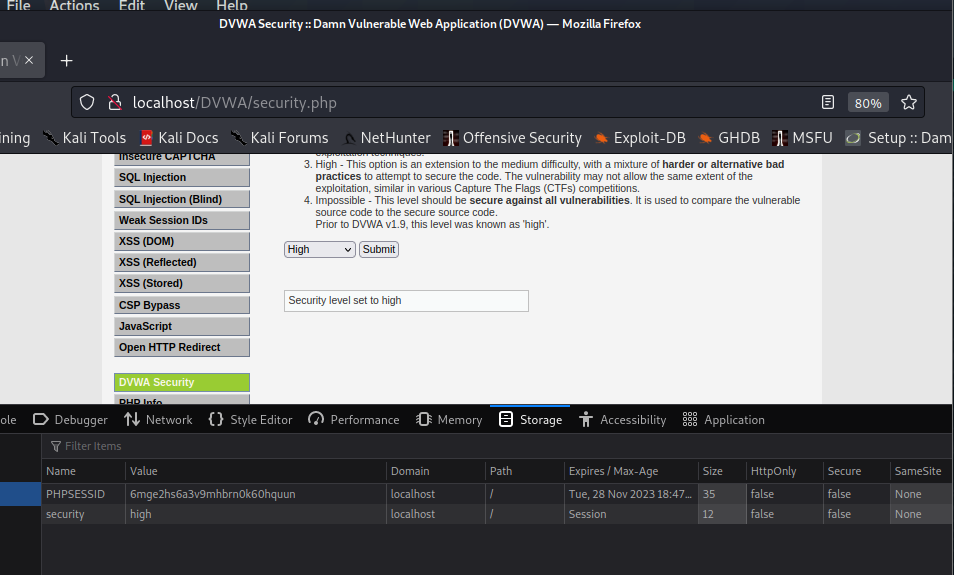 File Actions Edit View Help
DVWA Security :: Damn Vulnerable Web Application (DVWA) — Mozilla Firefox
n V
localhost/DVWA/security.php
80%
ning Kali Tools Kali Docs Kali Forums NetHunter Offensive Security Exploit-DB GHDB MSFU Setup :: Dam
Insecure CAPTCHA
SQL Injection
SQL Injection (Blind)
Weak Session IDs
XSS (DOM)
XSS (Reflected)
XSS (Stored)
CSP Bypass
JavaScript
Open HTTP Redirect
DVWA Security
PHP Info
exploitation techniques.
3. High - This option is an extension to the medium difficulty, with a mixture of harder or alternative bad
practices to attempt to secure the code. The vulnerability may not allow the same extent of the
exploitation, similar in various Capture The Flags (CTFs) competitions.
4. Impossible - This level should be secure against all vulnerabilities. It is used to compare the vulnerable
source code to the secure source code.
Prior to DVWA v1.9, this level was known as 'high'.
High Submit
Security level set to high
ole Debugger Network Style Editor Performance Memory Storage Accessibility Application
Filter Items
Name Value Domain Path Expires / Max-Age Size HttpOnly Secure SameSite
PHPSESSID 6mge2hs6a3v9mhbrn0k60hquun localhost / Tue, 28 Nov 2023 18:47... 35 false false None
security high localhost / Session 12 false false None